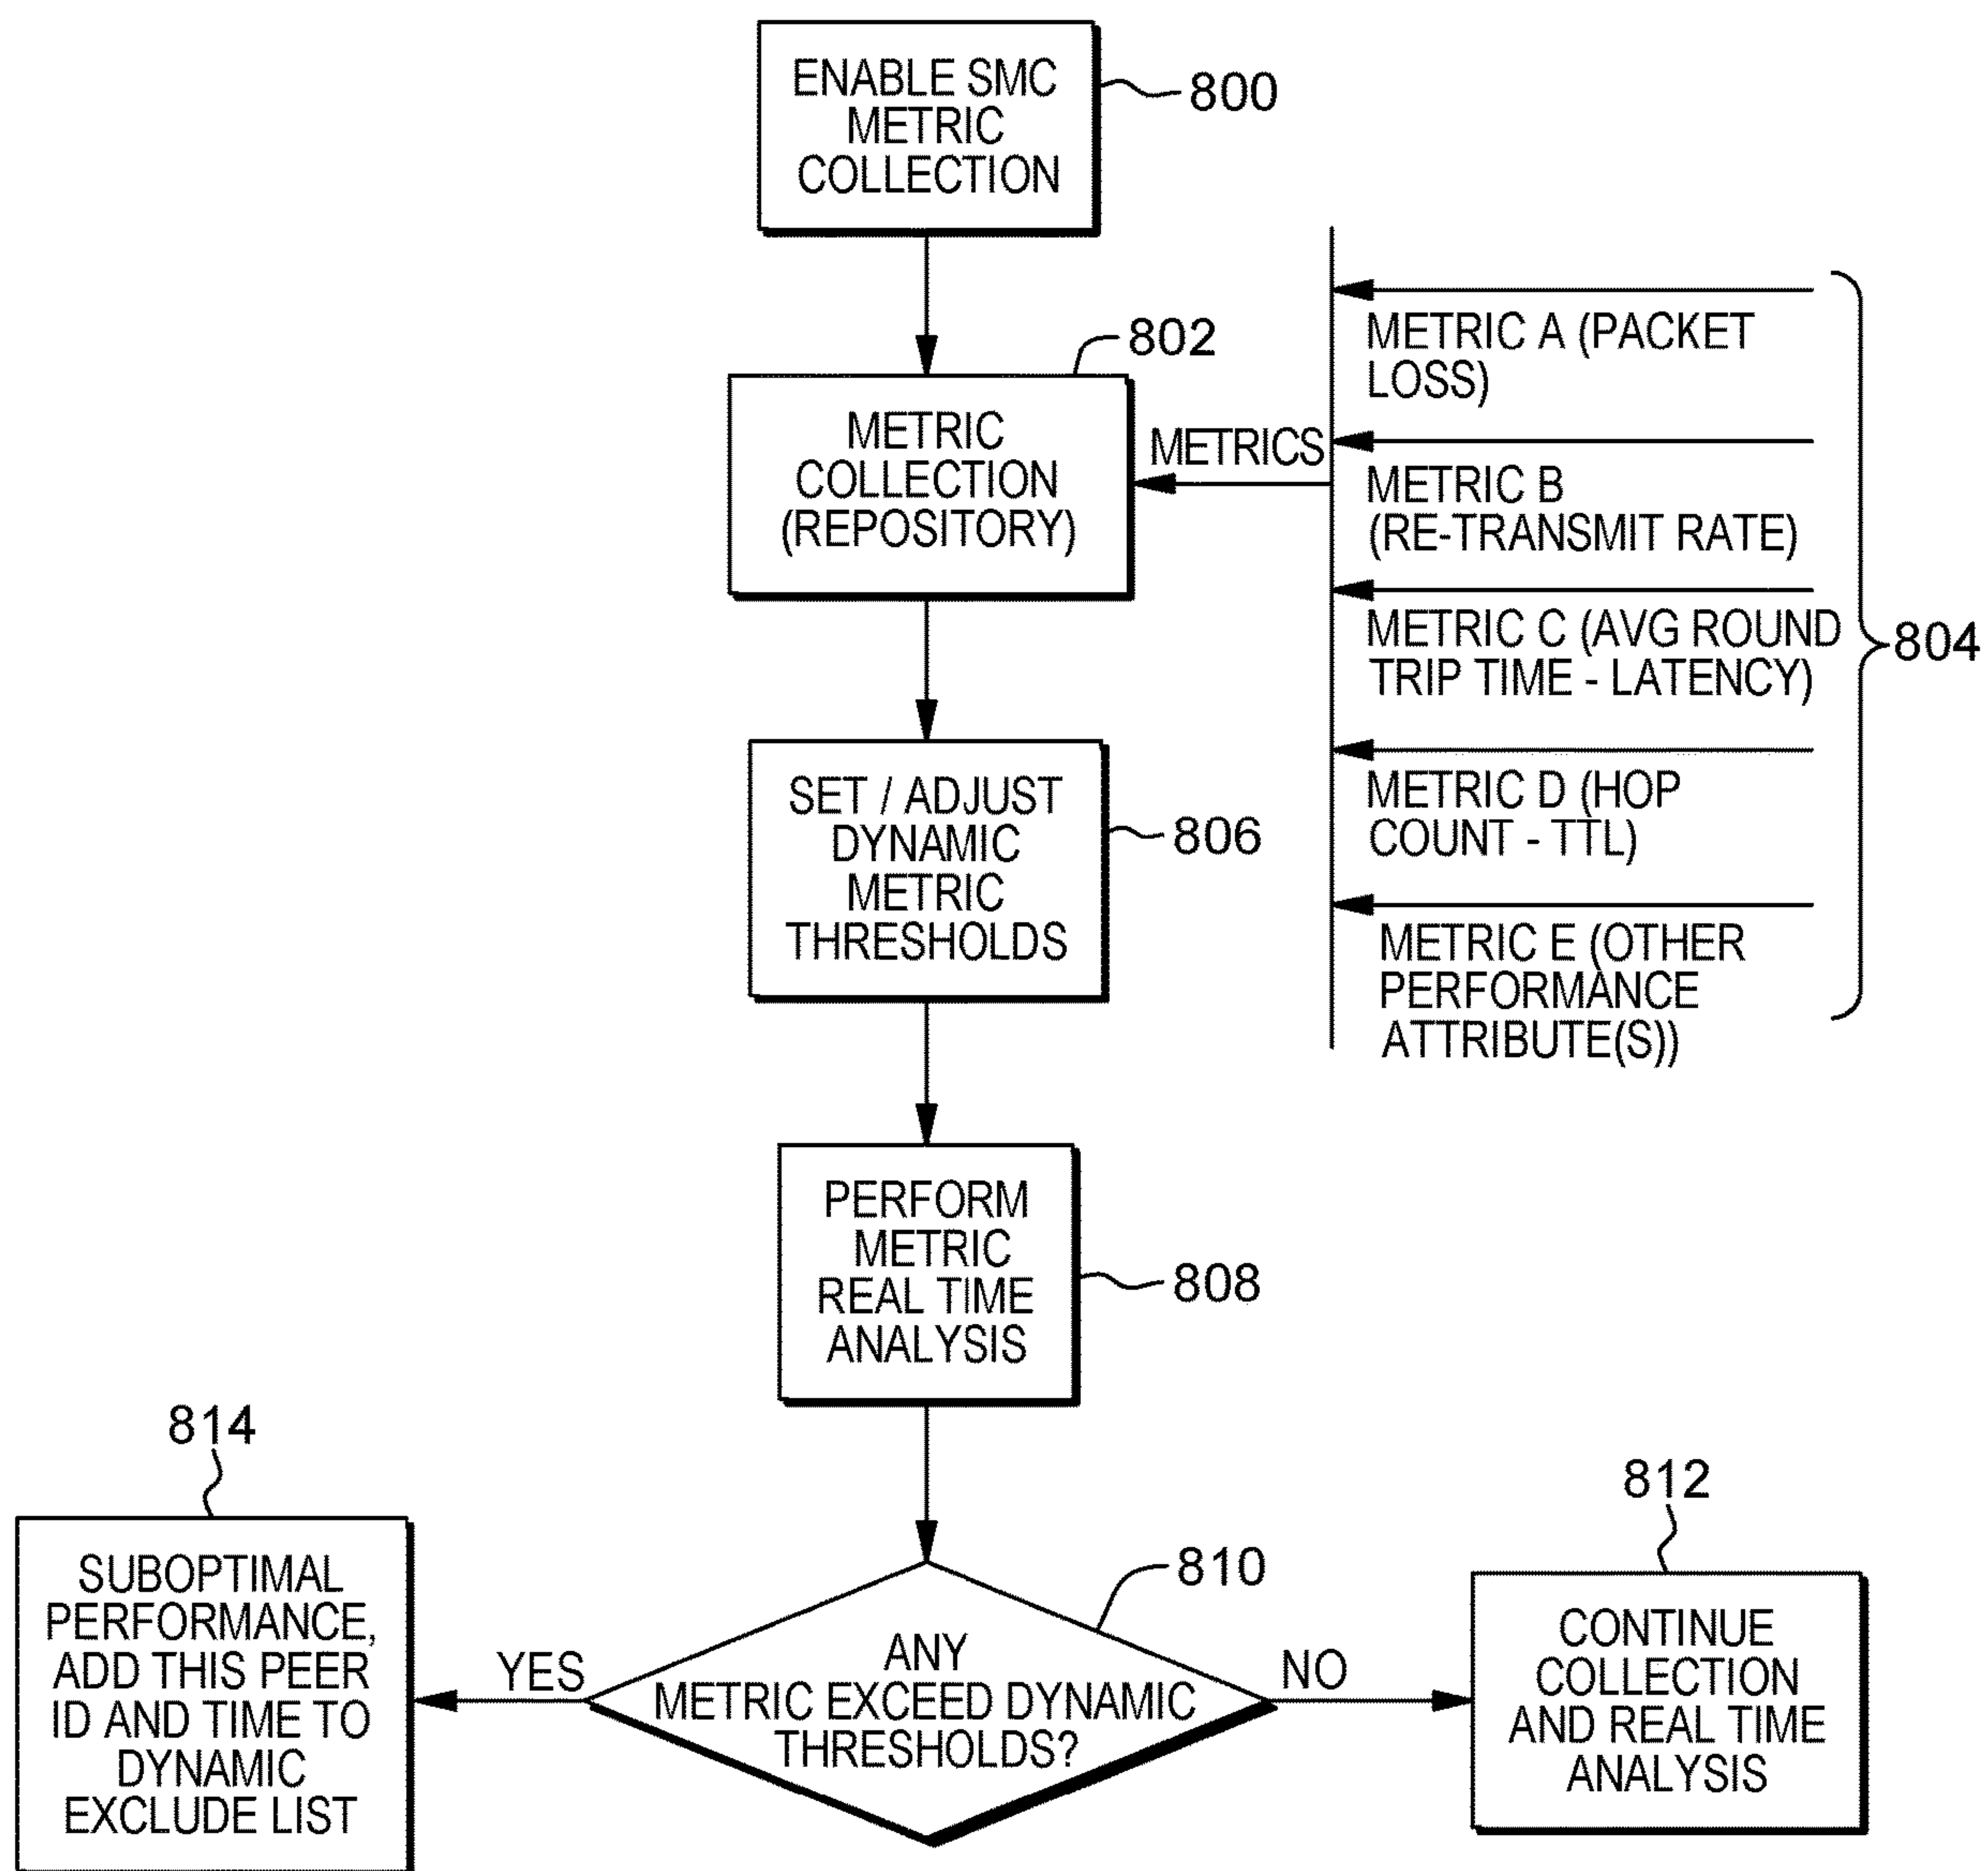 ENABLE SMC
METRIC
COLLECTION
800
802
METRIC
COLLECTION
(REPOSITORY)
METRICS
METRIC A (PACKET
LOSS)
METRIC B
(RE-TRANSMIT RATE)
METRIC C (AVG ROUND
TRIP TIME - LATENCY)
METRIC D (HOP
COUNT - TTL)
METRIC E (OTHER
PERFORMANCE
ATTRIBUTE(S))
804
SET / ADJUST
DYNAMIC
METRIC
THRESHOLDS
806
PERFORM
METRIC
REAL TIME
ANALYSIS
808
810
ANY
METRIC EXCEED DYNAMIC
THRESHOLDS?
YES
814
SUBOPTIMAL
PERFORMANCE,
ADD THIS PEER
ID AND TIME TO
DYNAMIC
EXCLUDE LIST
NO
812
CONTINUE
COLLECTION
AND REAL TIME
ANALYSIS